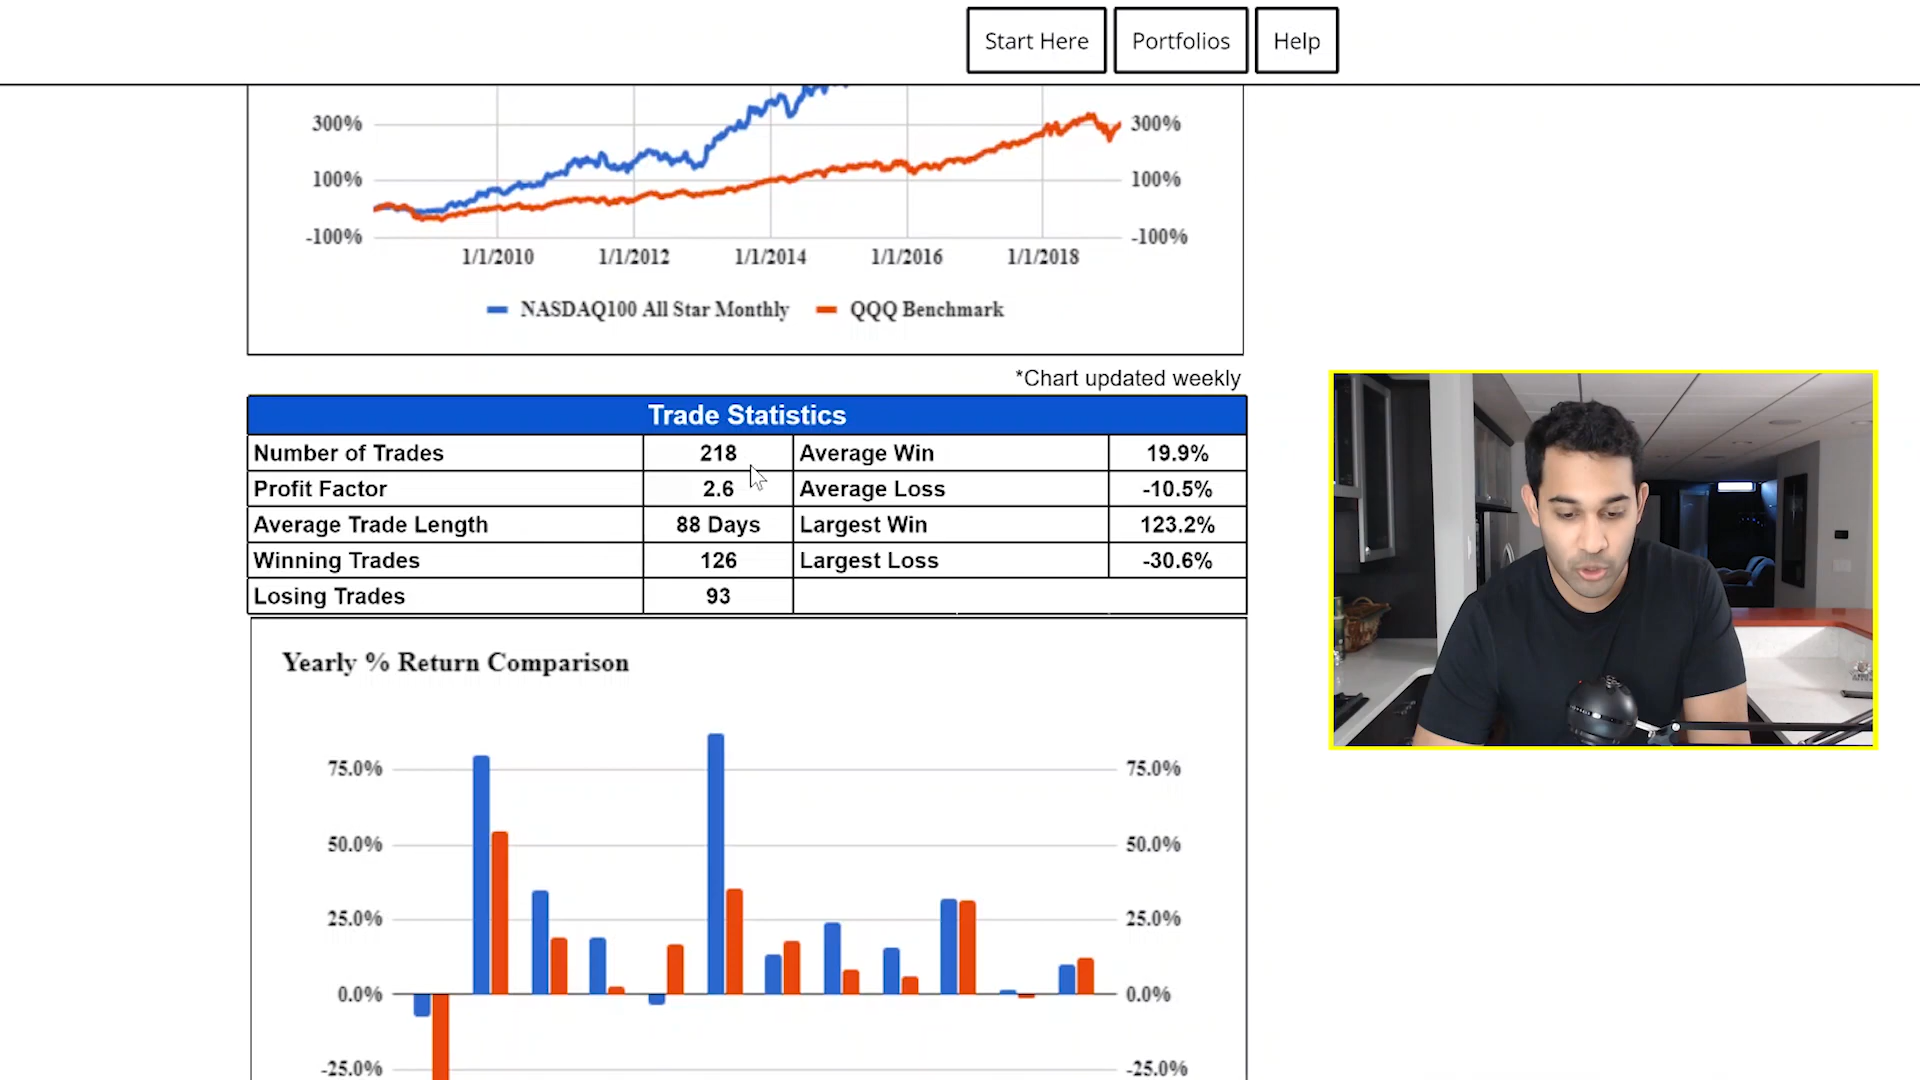 Start Here Portfolios Help
300% 300%
100% 100%
-100% -100%
1/1/2010 1/1/2012 1/1/2014 1/1/2016 1/1/2018
NASDAQ100 All Star Monthly QQQ Benchmark
*Chart updated weekly
Trade Statistics
Number of Trades 218 Average Win 19.9%
Profit Factor 2.6 Average Loss -10.5%
Average Trade Length 88 Days Largest Win 123.2%
Winning Trades 126 Largest Loss -30.6%
Losing Trades 93
Yearly % Return Comparison
75.0% 75.0%
50.0% 50.0%
25.0% 25.0%
0.0% 0.0%
-25.0% -25.0%